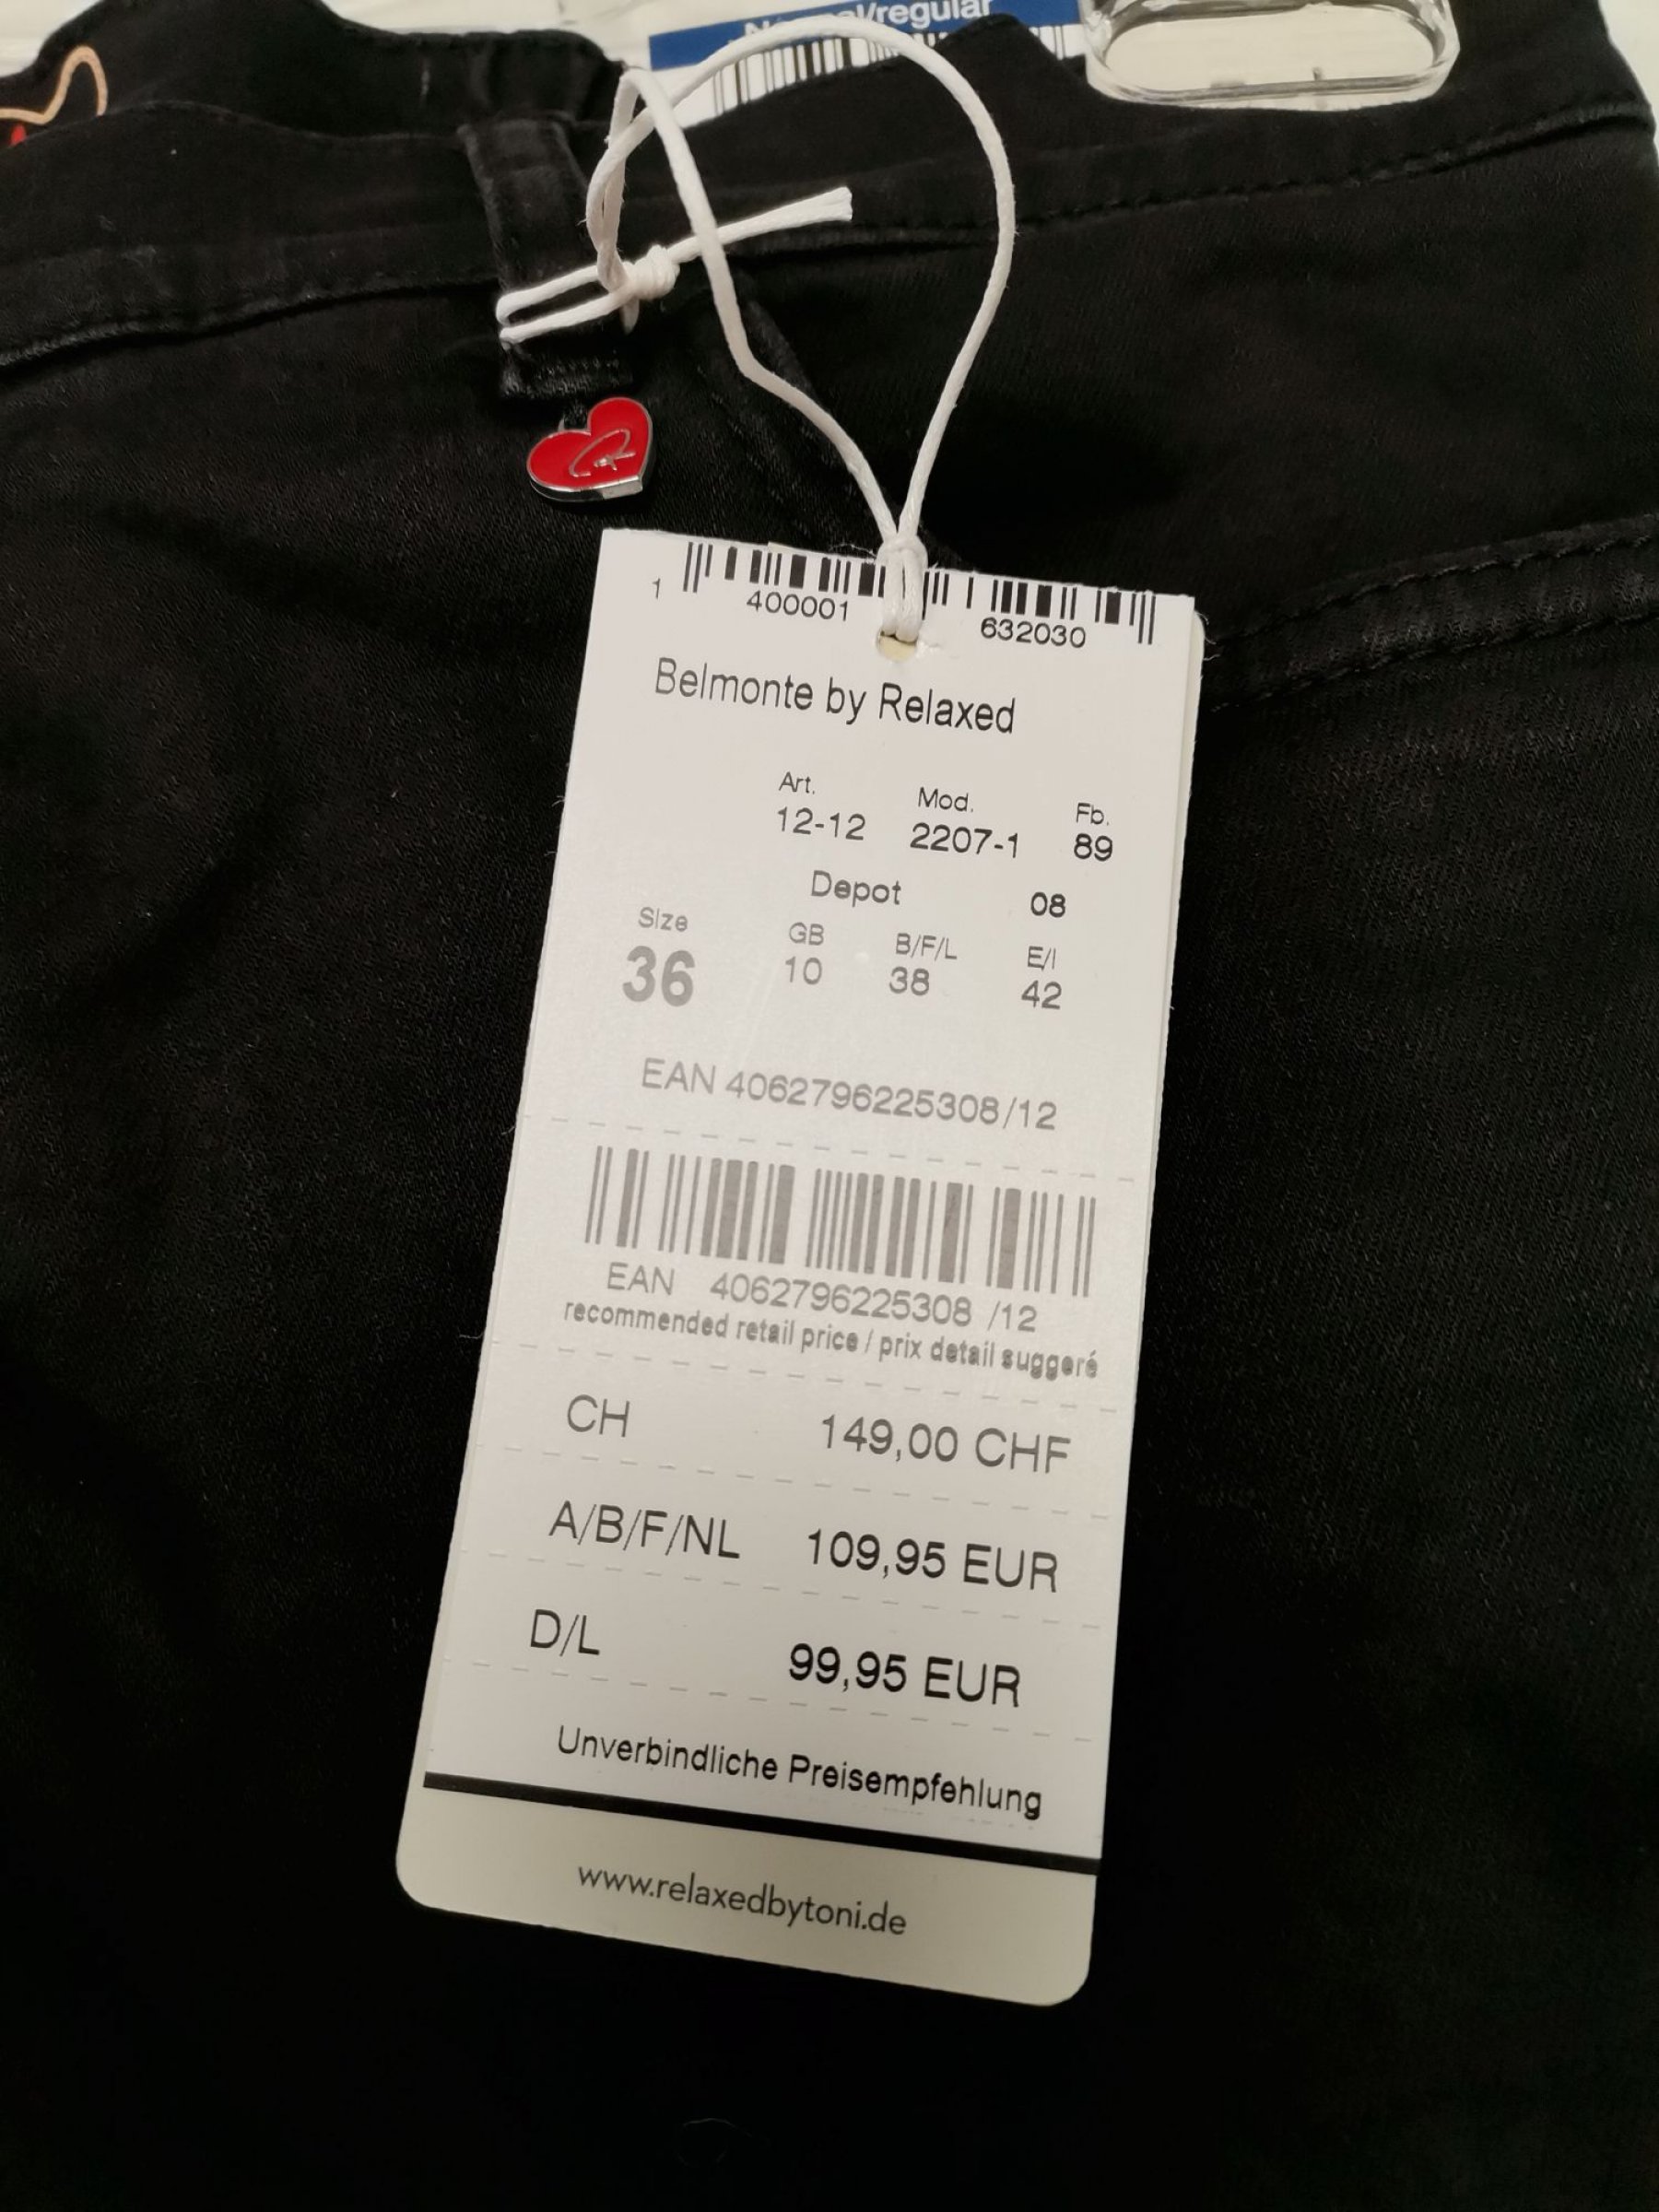 Normal/regular
1 400001 632030
Belmonte by Relaxed
Art. Mod. Fb.
12-12 2207-1 89
Depot 08
Size GB B/F/L E/I
36 10 38 42
EAN 4062796225308/12
EAN 4062796225308 /12
recommended retail price / prix detail suggeré
CH 149,00 CHF
A/B/F/NL 109,95 EUR
D/L 99,95 EUR
Unverbindliche Preisempfehlung
www.relaxedbytoni.de